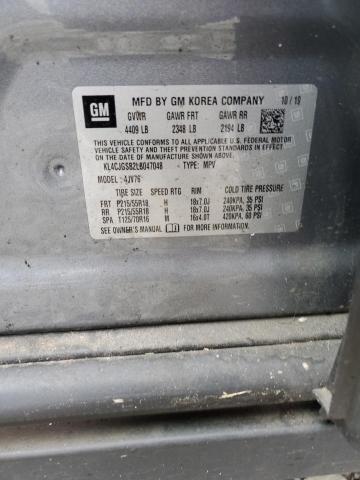 GM
MFD BY GM KOREA COMPANY 10/19
GVWR GAWR FRT GAWR RR
4409 LB 2348 LB 2194 LB
THIS VEHICLE CONFORMS TO ALL APPLICABLE U.S. FEDERAL MOTOR
VEHICLE SAFETY AND THEFT PREVENTION STANDARDS IN
EFFECT ON THE DATE OF MANUFACTURE SHOWN ABOVE.
KL4CJGSB2LB047048 TYPE: MPV
MODEL: 4JV76
TIRE SIZE SPEED RTG RIM COLD TIRE PRESSURE
FRT P215/55R18 H 18x7.0J 240KPA, 35 PSI
RR P215/55R18 H 18x7.0J 240KPA, 35 PSI
SPA T125/70R16 M 16x4.0T 420KPA, 60 PSI
SEE OWNER'S MANUAL FOR MORE INFORMATION.